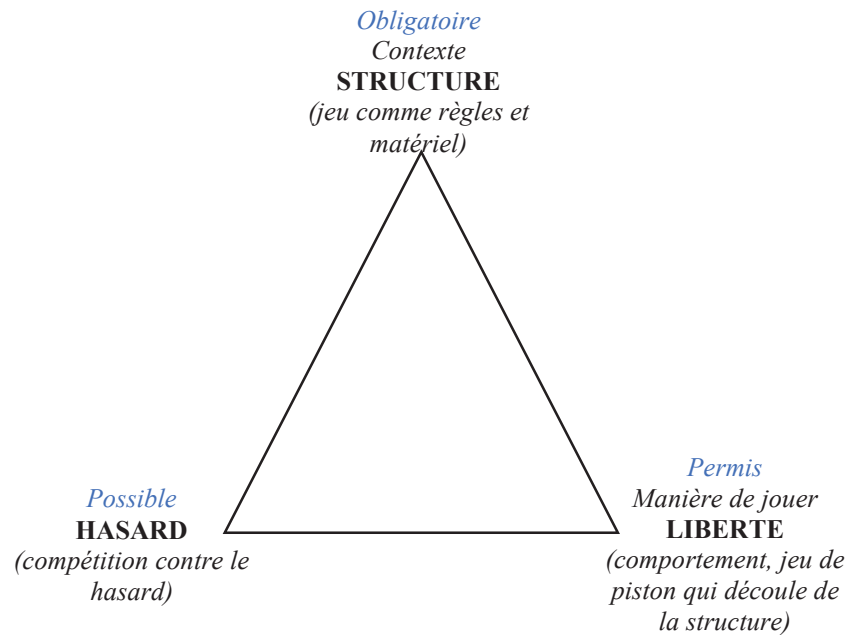 Obligatoire
Contexte
STRUCTURE
(jeu comme règles et
matériel)
Possible
HASARD
(compétition contre le
hasard)
Permis
Manière de jouer
LIBERTE
(comportement, jeu de
piston qui découle de
la structure)